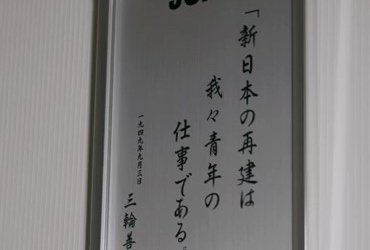 「新日本の再建は
我々青年の
仕事である。
一九四九年九月三日
三輪善